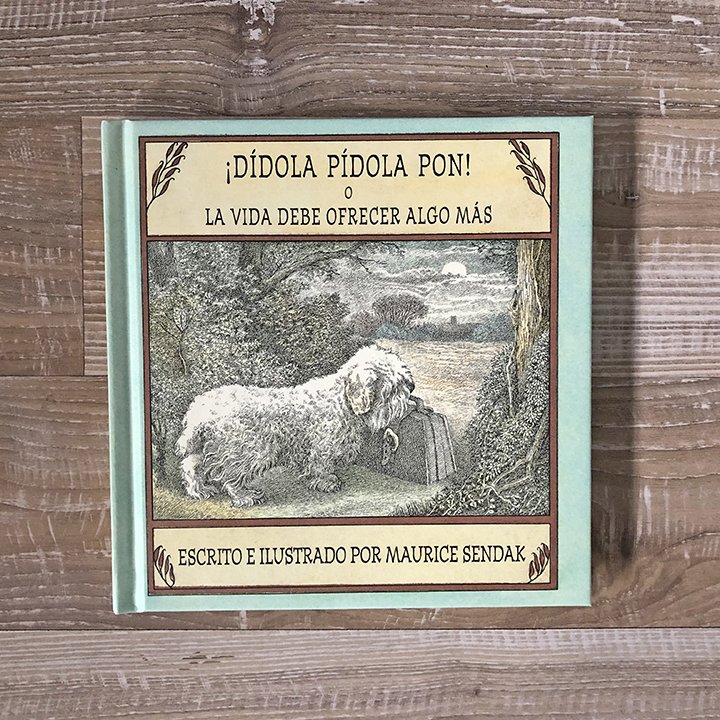 ¡DÍDOLA PÍDOLA PON!
O
LA VIDA DEBE OFRECER ALGO MÁS
ESCRITO E ILUSTRADO POR MAURICE SENDAK